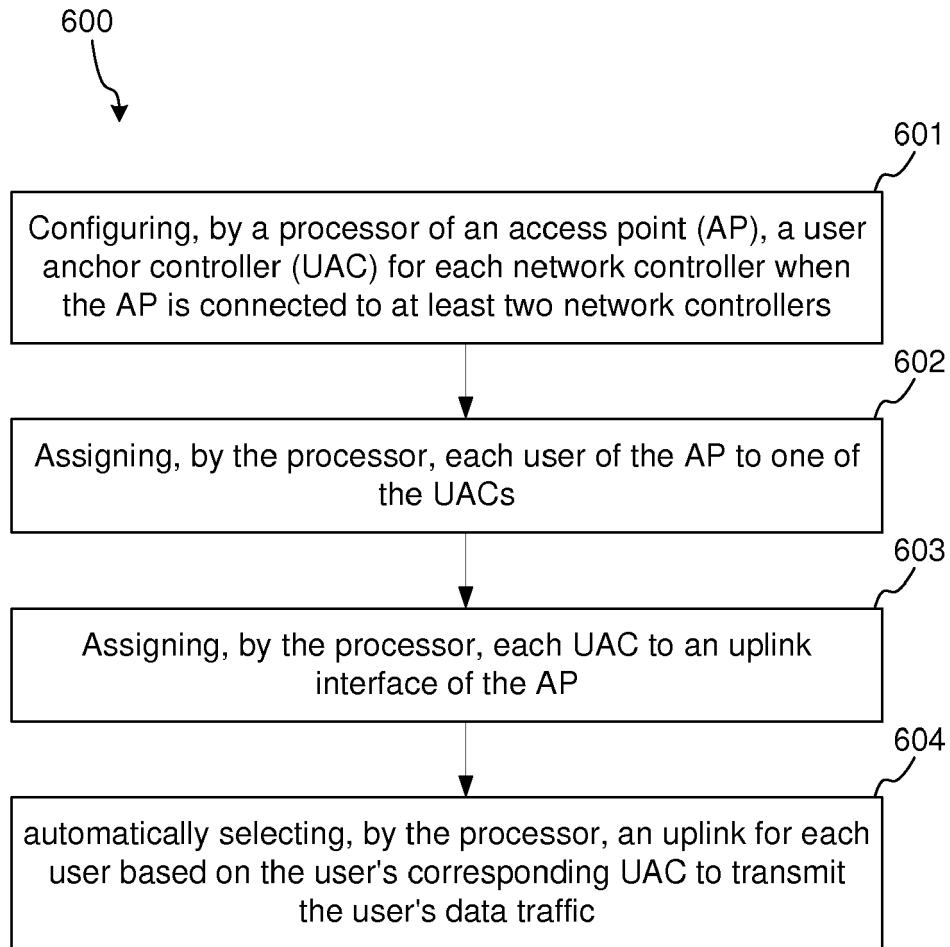 600
601
Configuring, by a processor of an access point (AP), a user
anchor controller (UAC) for each network controller when
the AP is connected to at least two network controllers
602
Assigning, by the processor, each user of the AP to one of
the UACs
603
Assigning, by the processor, each UAC to an uplink
interface of the AP
604
automatically selecting, by the processor, an uplink for each
user based on the user's corresponding UAC to transmit
the user's data traffic